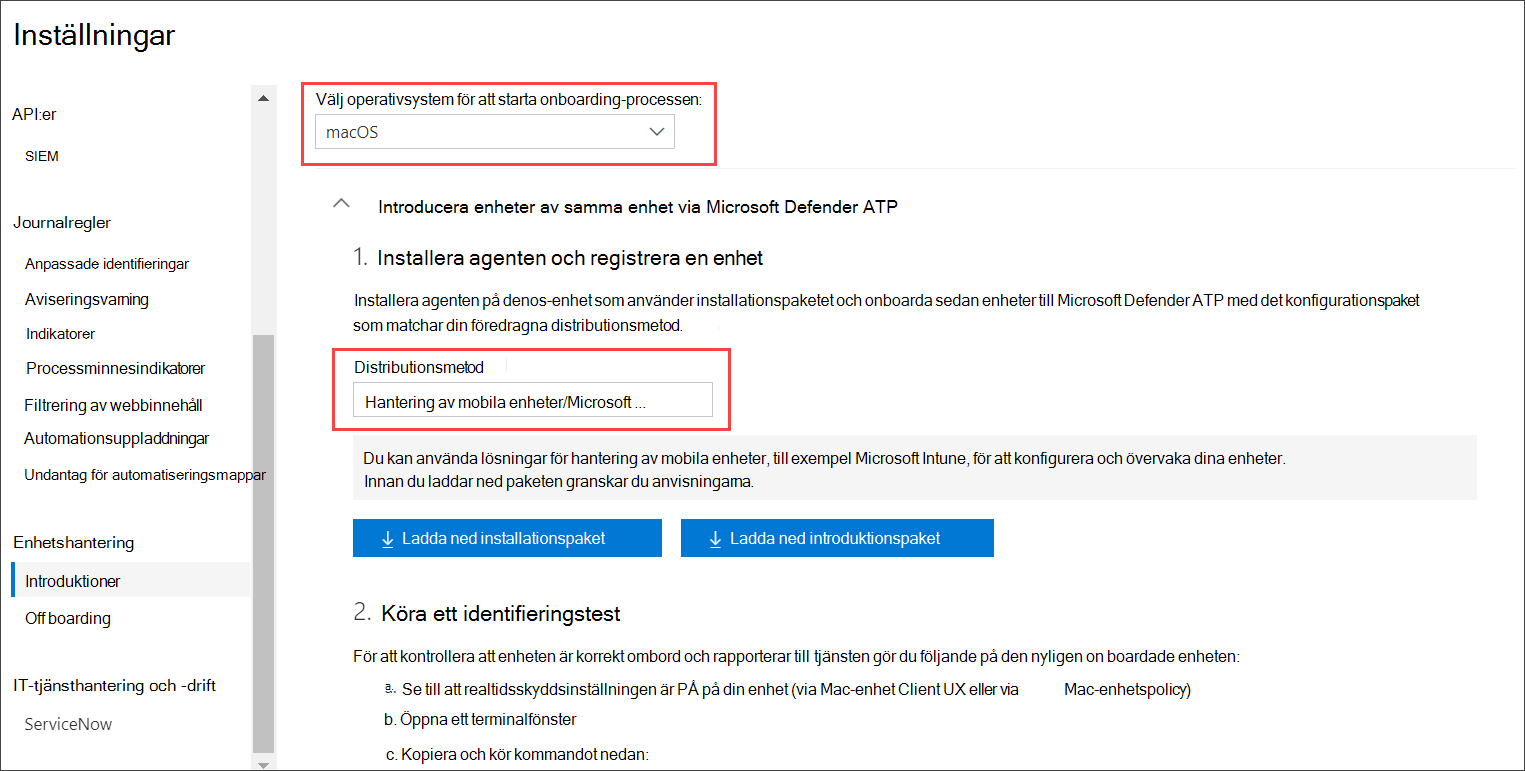 Inställningar
API:er
SIEM
Journalregler
Anpassade identifieringar
Aviseringsvarning
Indikatorer
Processminnesindikatorer
Filtrering av webbinnehåll
Automationsuppladdningar
Undantag för automatiseringsmappar
Enhetshantering
Introduktioner
Off boarding
IT-tjänsthantering och -drift
ServiceNow
Välj operativsystem för att starta onboarding-processen:
macOS
Introducera enheter av samma enhet via Microsoft Defender ATP
1. Installera agenten och registrera en enhet
Installera agenten på denos-enhet som använder installationspaketet och onboarda sedan enheter till Microsoft Defender ATP med det konfigurationspaket
som matchar din föredragna distributionsmetod.
Distributionsmetod
Hantering av mobila enheter/Microsoft ...
Du kan använda lösningar för hantering av mobila enheter, till exempel Microsoft Intune, för att konfigurera och övervaka dina enheter.
Innan du laddar ned paketen granskar du anvisningarna.
Ladda ned installationspaket
Ladda ned introduktionspaket
2. Köra ett identifieringstest
För att kontrollera att enheten är korrekt ombord och rapporterar till tjänsten gör du följande på den nyligen on boardade enheten:
a. Se till att realtidsskyddsinställningen är PÅ på din enhet (via Mac-enhet Client UX eller via Mac-enhetspolicy)
b. Öppna ett terminalfönster
c. Kopiera och kör kommandot nedan: